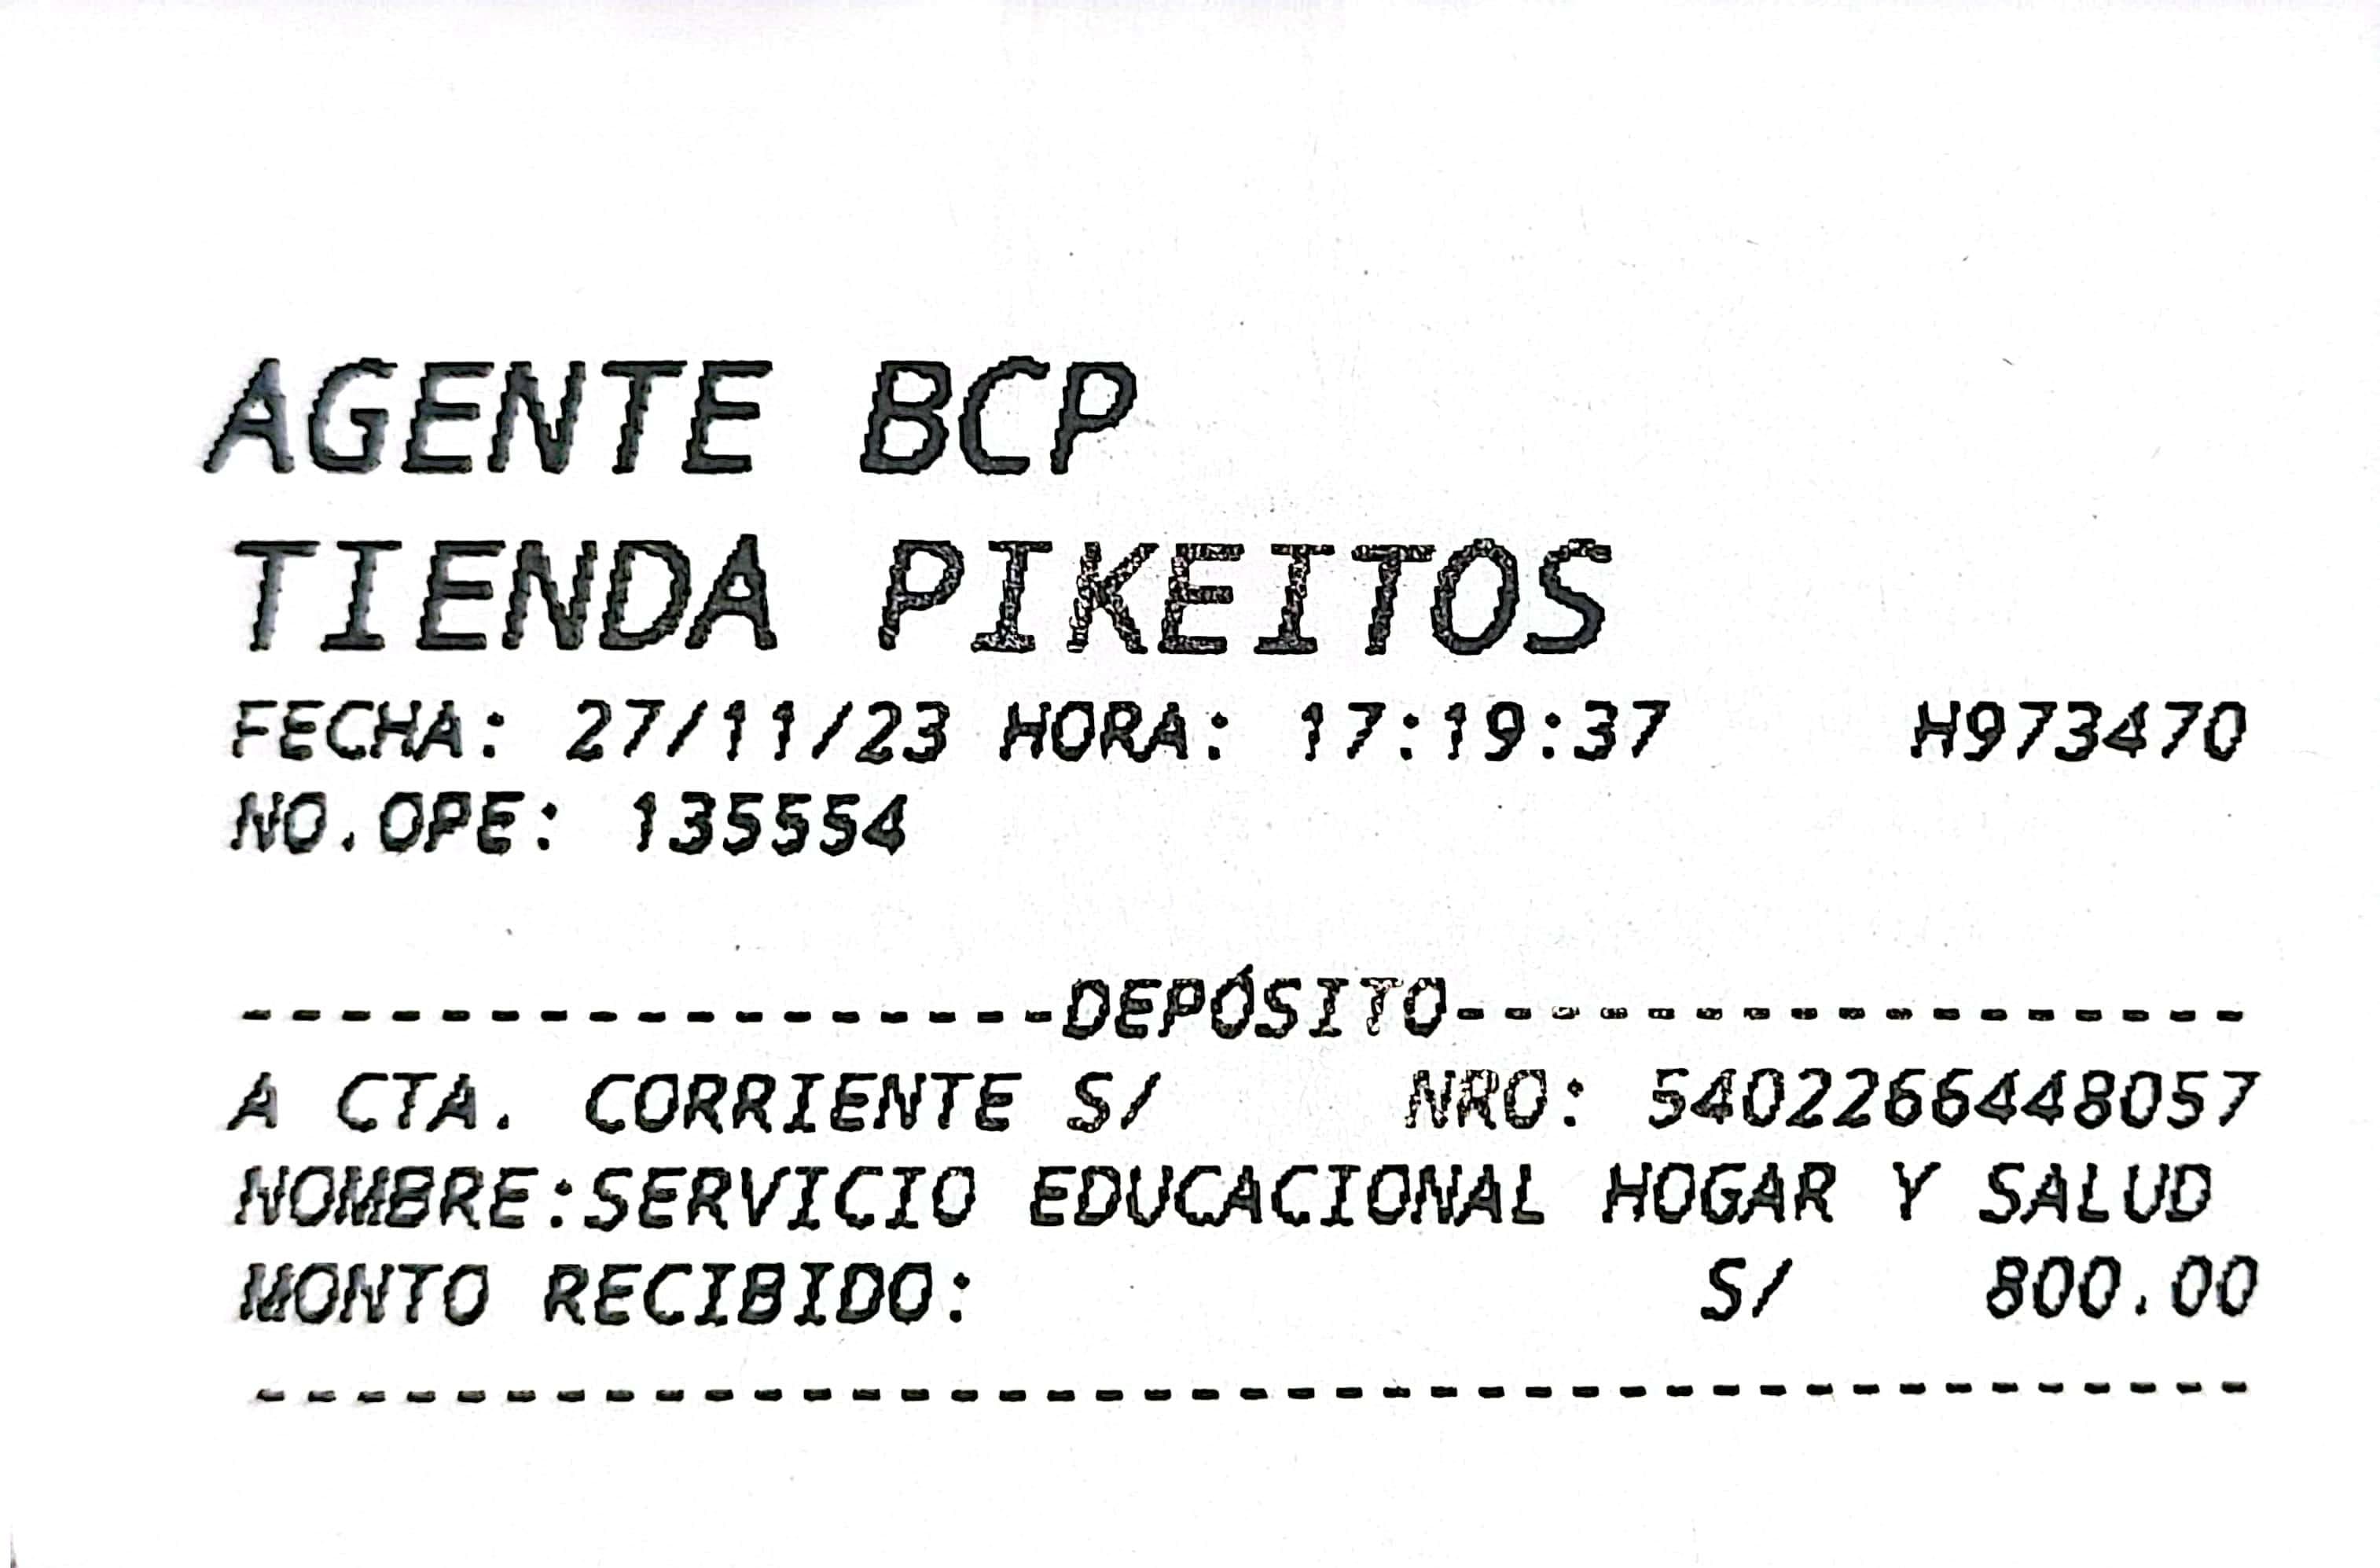 AGENTE BCP
TIENDA PIKEITOS
FECHA: 27/11/23 HORA: 17:19:37 H973470
NO.OPE: 135554
-----------------DEPÓSITO-----------------
A CTA. CORRIENTE S/ NRO: 5402266448057
NOMBRE:SERVICIO EDUCACIONAL HOGAR Y SALUD
MONTO RECIBIDO: S/ 800.00
-----------------------------------------